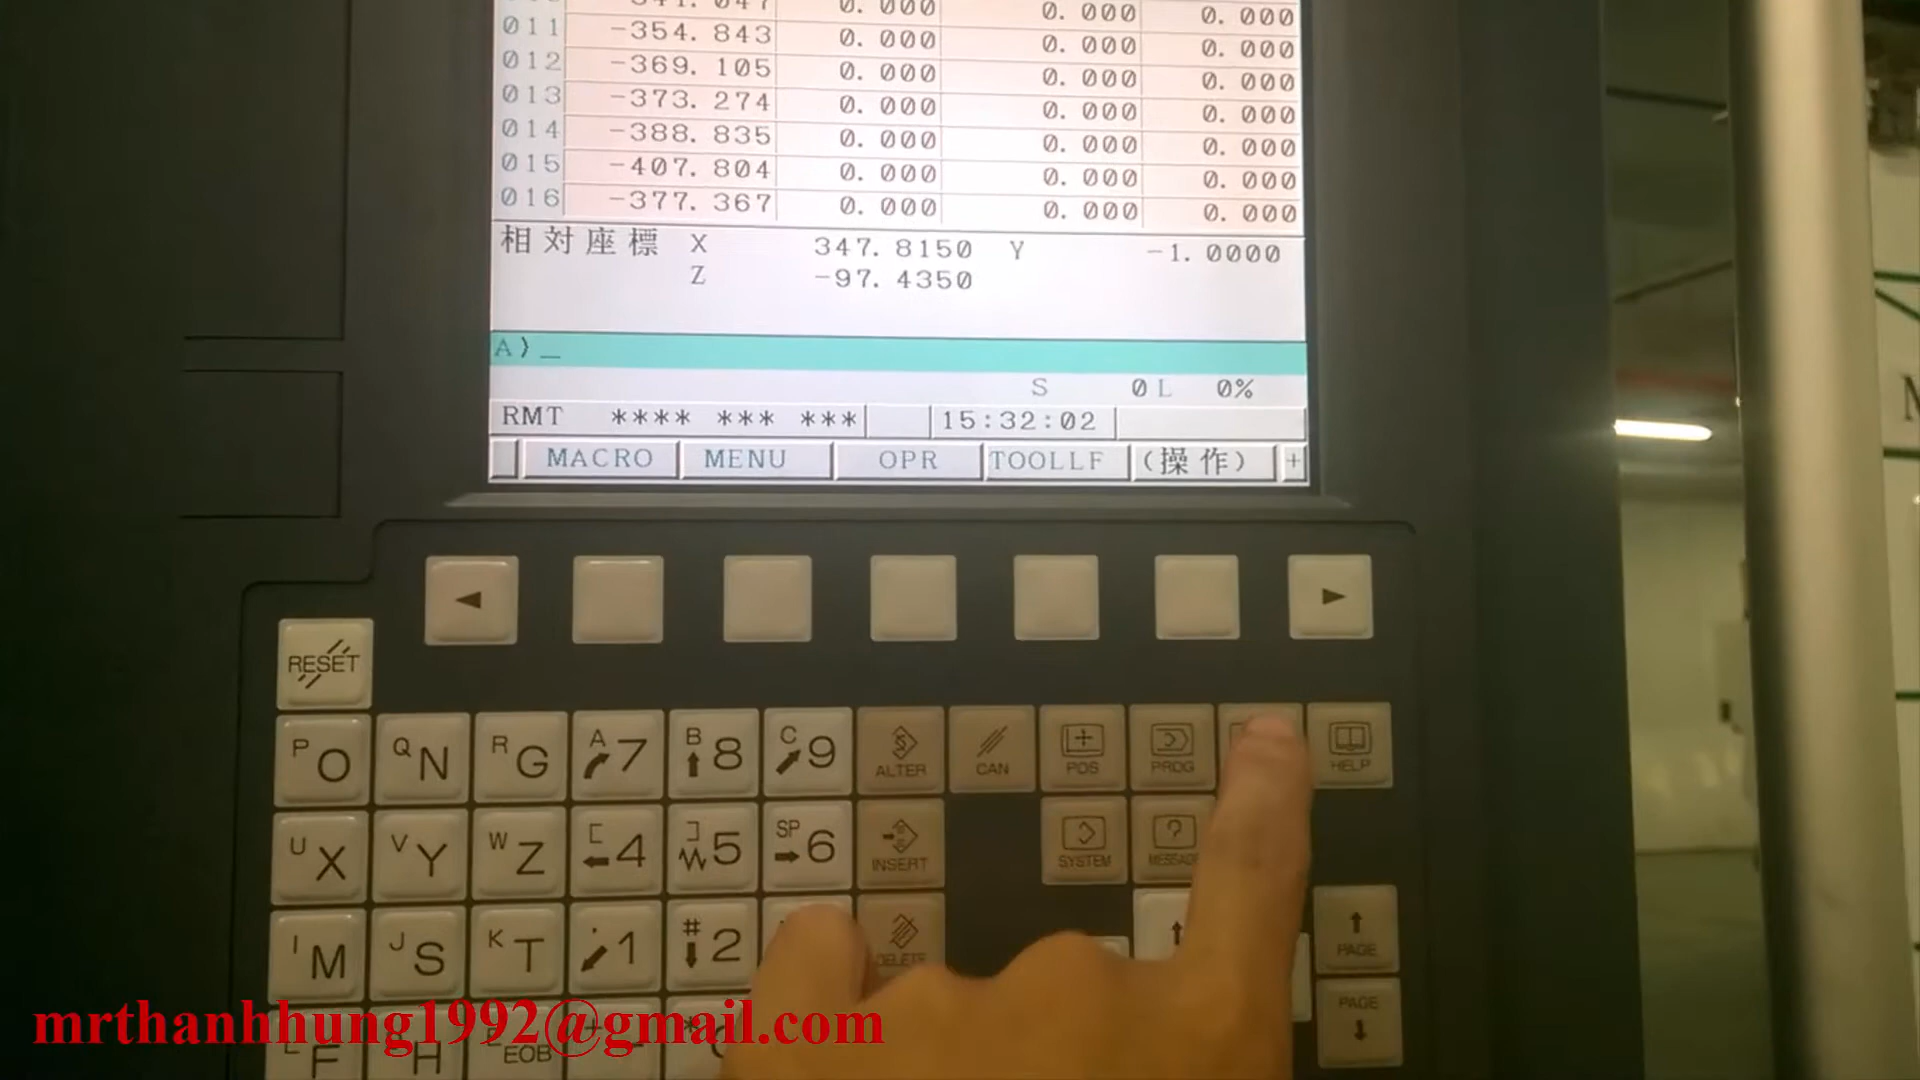 0. 000 0. 000 0. 000
011 -354. 843 0. 000 0. 000 0. 000
012 -369. 105 0. 000 0. 000 0. 000
013 -373. 274 0. 000 0. 000 0. 000
014 -388. 835 0. 000 0. 000 0. 000
015 -407. 804 0. 000 0. 000 0. 000
016 -377. 367 0. 000 0. 000 0. 000
相対座標 X 347. 8150 Y -1. 0000
Z -97. 4350
A)_
S 0 L 0%
RMT **** *** *** 15:32:02
MACRO MENU OPR TOOLLF (操作) +
RESET
P O Q N R G A 7 B 8 C 9 ALTER CAN POS PROG HELP
U X V Y W Z [ 4 ] 5 SP 6 INSERT SYSTEM MESSAGE
I M J S K T 1 # 2 DELETE PAGE
F H EOB PAGE
mrthanhhung1992@gmail.com